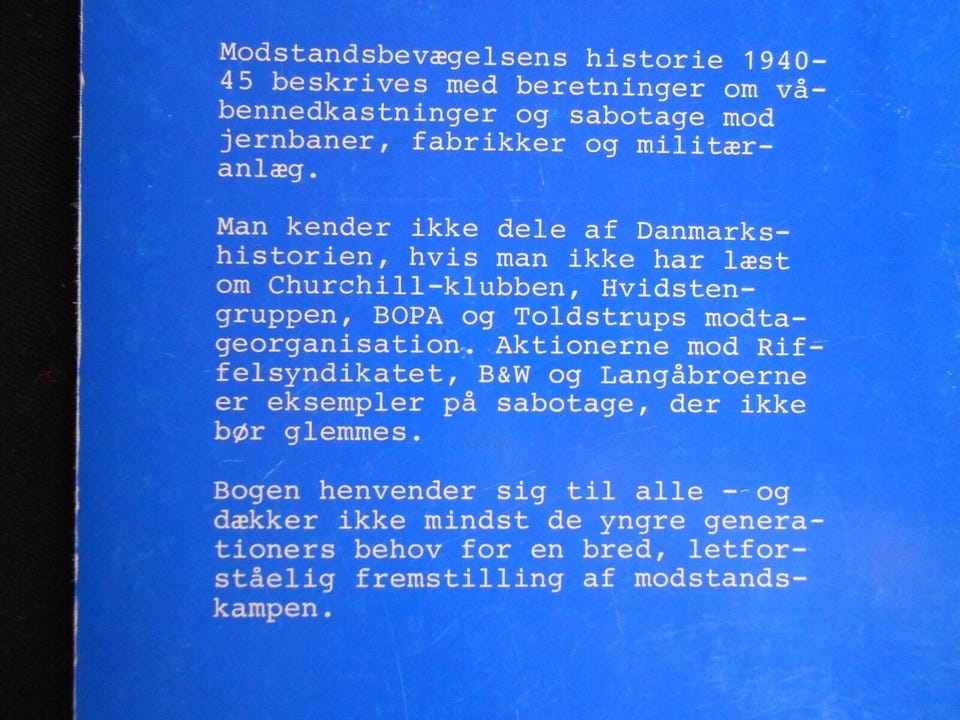 Modstandsbevægelsens historie 1940-
45 beskrives med beretninger om vå-
bennedkastninger og sabotage mod
jernbaner, fabrikker og militær-
anlæg.
Man kender ikke dele af Danmarks-
historien, hvis man ikke har læst
om Churchill-klubben, Hvidsten-
gruppen, BOPA og Toldstrups modta-
georganisation. Aktionerne mod Rif-
felsyndikatet, B&W og Langåbroerne
er eksempler på sabotage, der ikke
bør glemmes.
Bogen henvender sig til alle - og
dækker ikke mindst de yngre genera-
tioners behov for en bred, letfor-
ståelig fremstilling af modstands-
kampen.